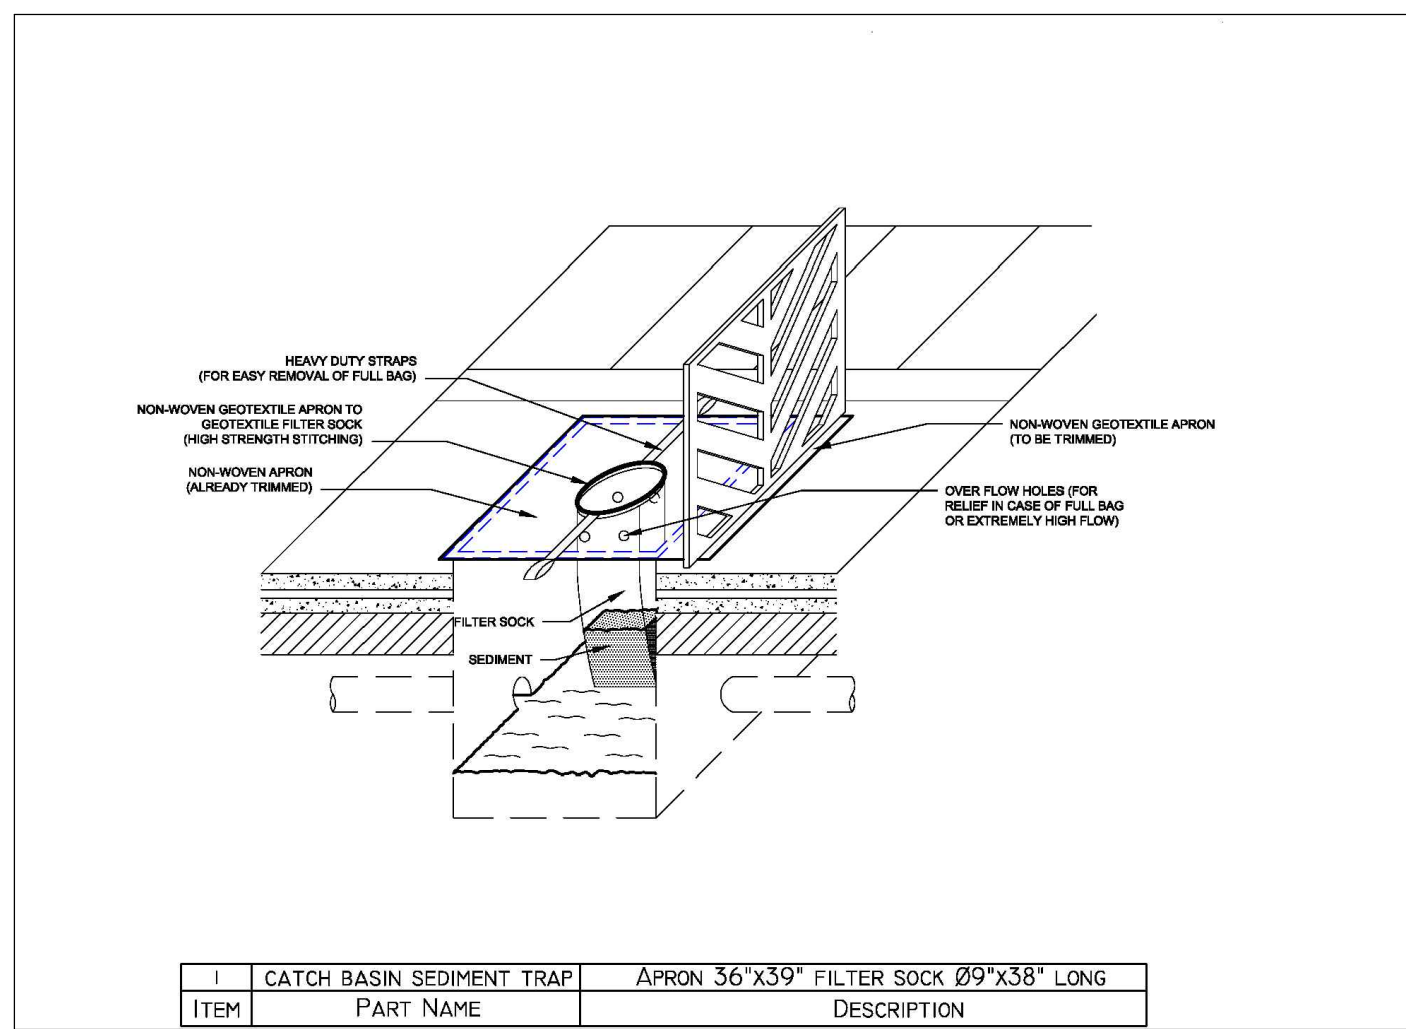 HEAVY DUTY STRAPS
(FOR EASY REMOVAL OF FULL BAG)
NON-WOVEN GEOTEXTILE APRON TO
GEOTEXTILE FILTER SOCK
(HIGH STRENGTH STITCHING)
NON-WOVEN APRON
(ALREADY TRIMMED)
NON-WOVEN GEOTEXTILE APRON
(TO BE TRIMMED)
OVER FLOW HOLES (FOR
RELIEF IN CASE OF FULL BAG
OR EXTREMELY HIGH FLOW)
FILTER SOCK
SEDIMENT
1 CATCH BASIN SEDIMENT TRAP APRON 36"X39" FILTER SOCK Ø9"X38" LONG
ITEM PART NAME DESCRIPTION